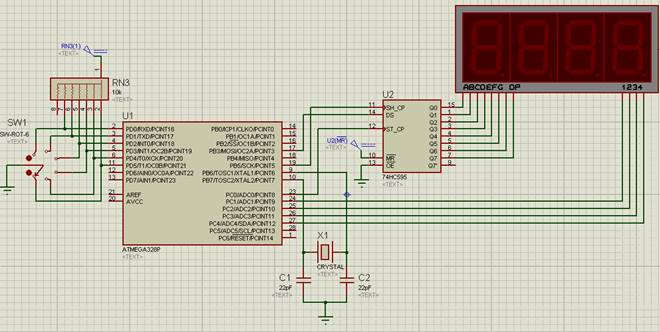 RN3(1)
<TEXT>
RN3
10k
<TEXT>
SW1
SW-ROT-6
<TEXT>
U1
2 PD0/RXD/PCINT16
3 PD1/TXD/PCINT17
4 PD2/INT0/PCINT18
5 PD3/INT1/OC2B/PCINT19
6 PD4/T0/XCK/PCINT20
11 PD5/T1/OC0B/PCINT21
12 PD6/AIN0/OC0A/PCINT22
13 PD7/AIN1/PCINT23
21 AREF
20 AVCC
PB0/ICP1/CLKO/PCINT0 14
PB1/OC1A/PCINT1 15
PB2/SS/OC1B/PCINT2 16
PB3/MOSI/OC2A/PCINT3 17
PB4/MISO/PCINT4 18
PB5/SCK/PCINT5 19
PB6/TOSC1/XTAL1/PCINT6 9
PB7/TOSC2/XTAL2/PCINT7 10
PC0/ADC0/PCINT8 23
PC1/ADC1/PCINT9 24
PC2/ADC2/PCINT10 25
PC3/ADC3/PCINT11 26
PC4/ADC4/SDA/PCINT12 27
PC5/ADC5/SCL/PCINT13 28
PC6/RESET/PCINT14 1
ATMEGA328P
<TEXT>
U2
11 SH_CP
14 DS
12 ST_CP
10 MR
13 OE
Q0 15
Q1 1
Q2 2
Q3 3
Q4 4
Q5 5
Q6 6
Q7 7
Q7' 9
74HC595
<TEXT>
U2(MR)
<TEXT>
ABCDEFG DP
1234
X1
CRYSTAL
<TEXT>
C1
22pF
<TEXT>
C2
22pF
<TEXT>